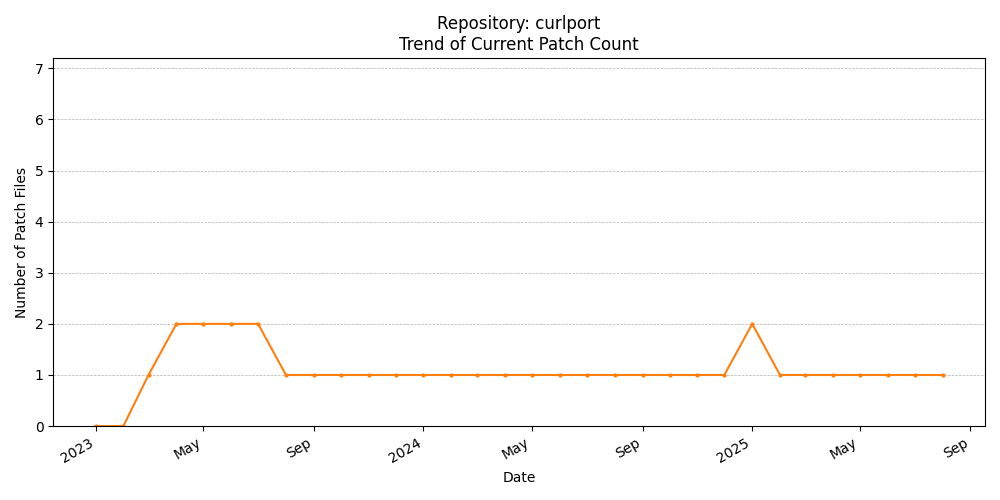 Repository: curlport
Trend of Current Patch Count
Number of Patch Files
7
6
5
4
3
2
1
0
2023
May
Sep
2024
May
Sep
2025
May
Sep
Date